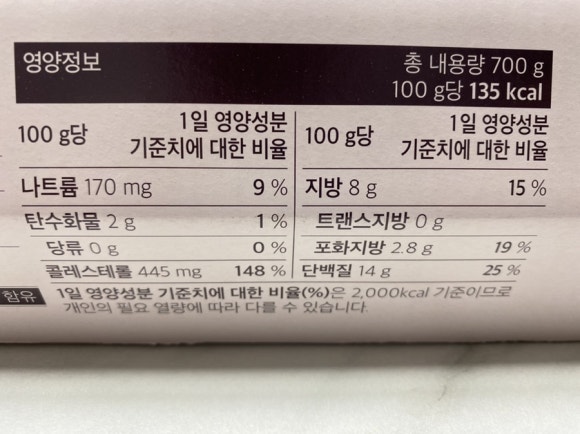 영양정보
총 내용량 700 g
100 g당 135 kcal
100 g당
1일 영양성분
기준치에 대한 비율
나트륨 170 mg 9 %
탄수화물 2 g 1 %
당류 0 g 0 %
콜레스테롤 445 mg 148 %
100 g당
1일 영양성분
기준치에 대한 비율
지방 8 g 15 %
트랜스지방 0 g
포화지방 2.8 g 19 %
단백질 14 g 25 %
함유
1일 영양성분 기준치에 대한 비율(%)은 2,000kcal 기준이므로
개인의 필요 열량에 따라 다를 수 있습니다.